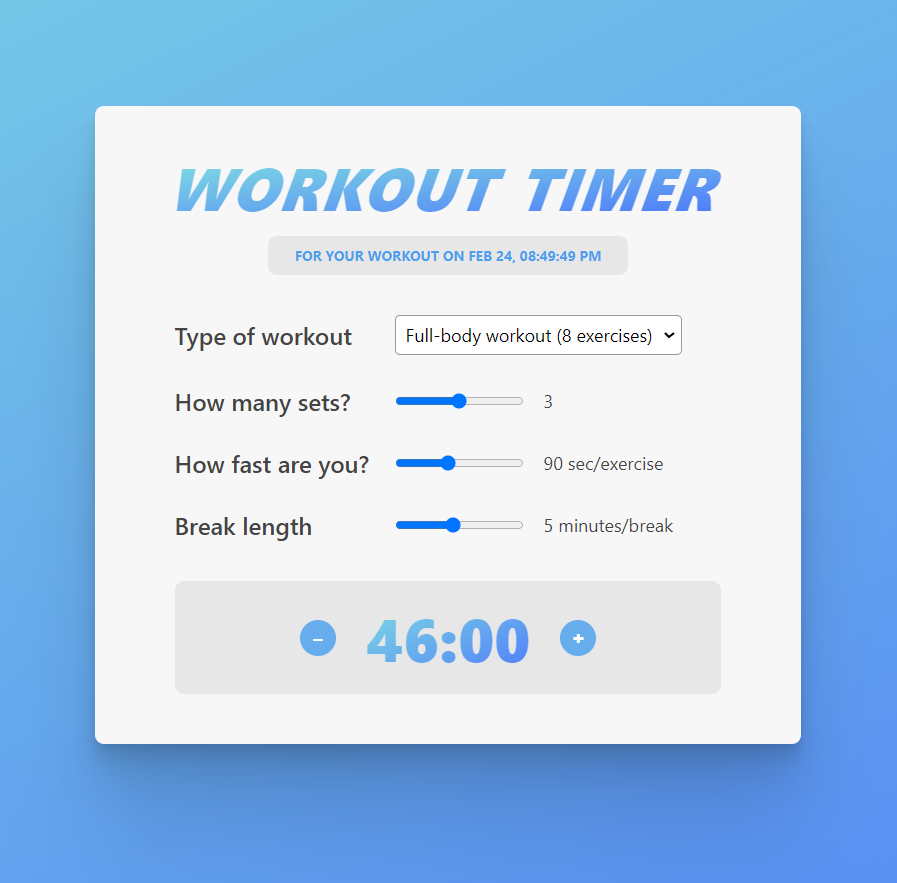 WORKOUT TIMER
FOR YOUR WORKOUT ON FEB 24, 08:49:49 PM
Type of workout Full-body workout (8 exercises)
How many sets? 3
How fast are you? 90 sec/exercise
Break length 5 minutes/break
– 46:00 +